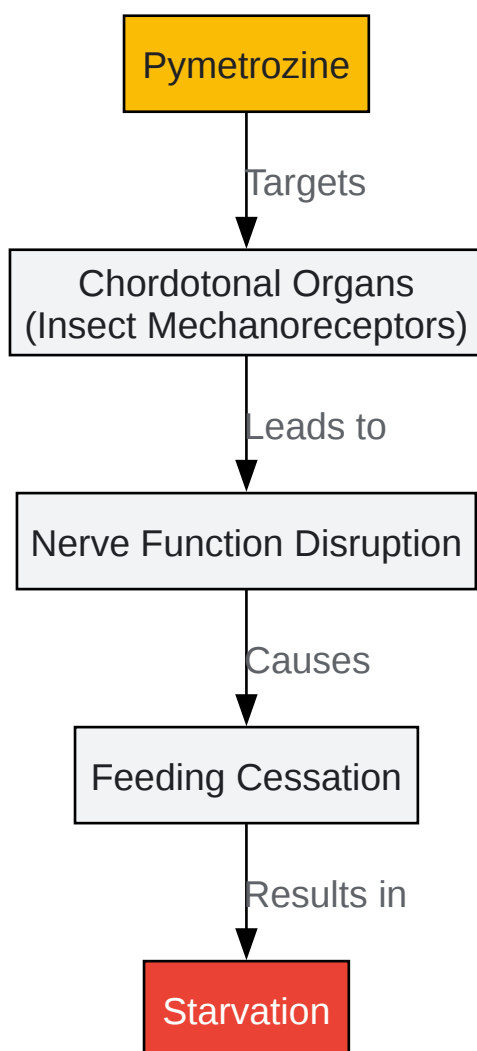 Pymetrozine
Targets
Chordotonal Organs
(Insect Mechanoreceptors)
Leads to
Nerve Function Disruption
Causes
Feeding Cessation
Results in
Starvation